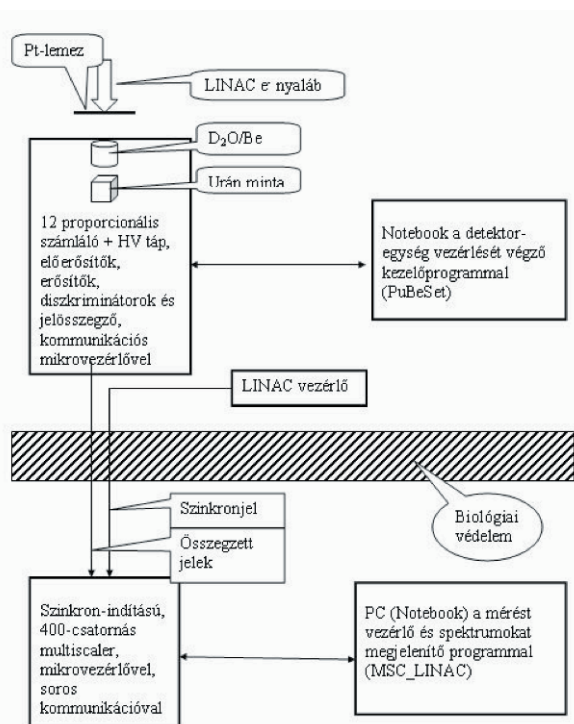 Pt-lemez
LINAC e⁻ nyaláb
D₂O/Be
Urán minta
12 proporcionális
számláló + HV táp,
előerősítők,
erősítők,
diszkriminátorok és
jelösszegző,
kommunikációs
mikrovezérlővel
Notebook a detektor-
egység vezérlését végző
kezelőprogrammal
(PuBeSet)
LINAC vezérlő
Szinkronjel
Összegzett
jelek
Biológiai
védelem
Szinkron-indítású,
400-csatornás
multiscaler,
mikrovezérlővel,
soros
kommunikációval
PC (Notebook) a mérést
vezérlő és spektrumokat
megjelenítő programmal
(MSC_LINAC)